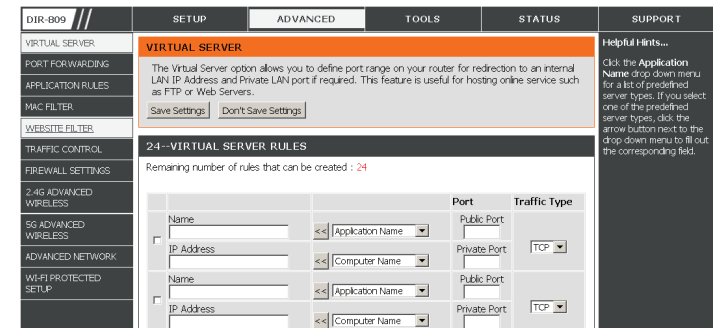 DIR-809
SETUP
ADVANCED
TOOLS
STATUS
SUPPORT
VIRTUAL SERVER
PORT FORWARDING
APPLICATION RULES
MAC FILTER
WEBSITE FILTER
TRAFFIC CONTROL
FIREWALL SETTINGS
2.4G ADVANCED
WIRELESS
5G ADVANCED
WIRELESS
ADVANCED NETWORK
WI-FI PROTECTED
SETUP
VIRTUAL SERVER
The Virtual Server option allows you to define port range on your router for redirection to an internal
LAN IP Address and Private LAN port if required. This feature is useful for hosting online service such
as FTP or Web Servers.
Save Settings
Don't Save Settings
24--VIRTUAL SERVER RULES
Remaining number of rules that can be created : 24
Port
Traffic Type
Name
<<
Application Name
Public Port
IP Address
<<
Computer Name
Private Port
TCP
Name
<<
Application Name
Public Port
IP Address
<<
Computer Name
Private Port
TCP
Helpful Hints...
Click the Application
Name drop down menu
for a list of predefined
server types. If you select
one of the predefined
server types, click the
arrow button next to the
drop down menu to fill out
the corresponding field.